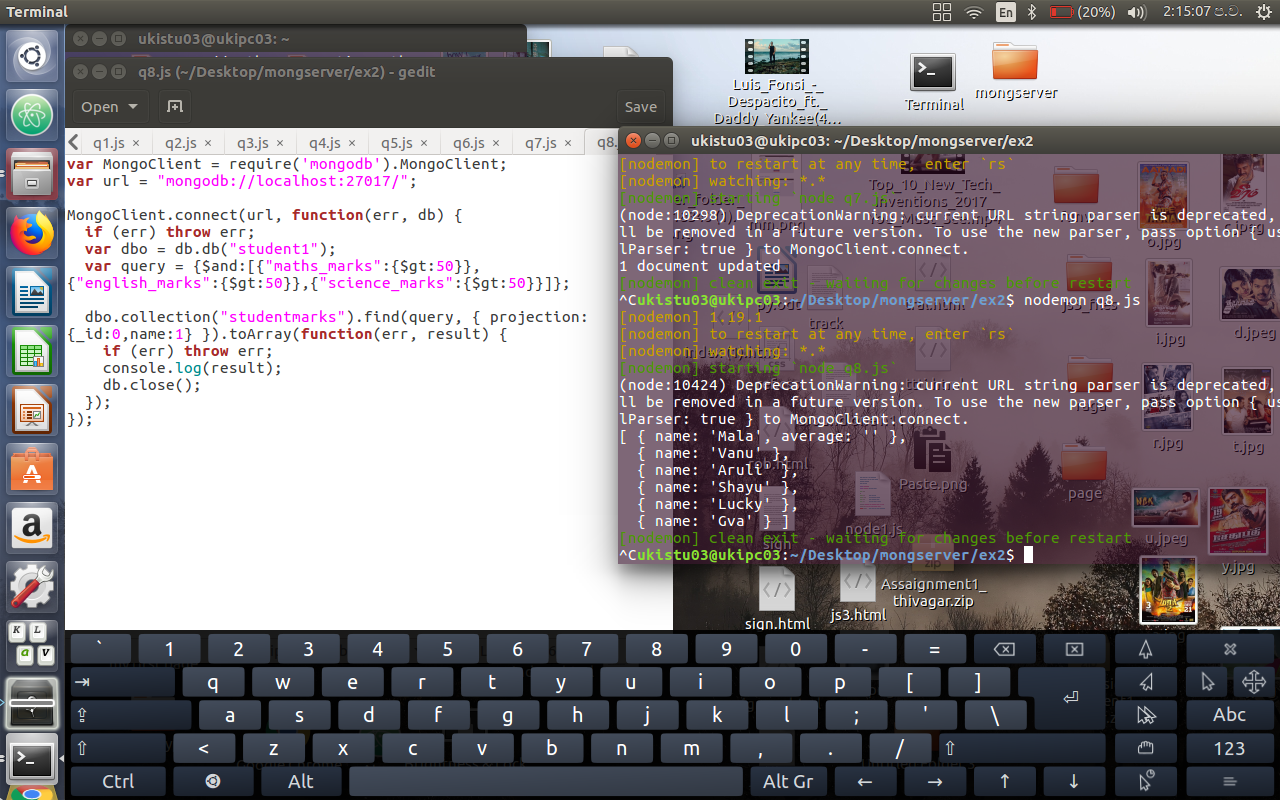 Terminal
En
(20%)
2:15:07 ප.ව.
ukistu03@ukipc03: ~
q8.js (~/Desktop/mongserver/ex2) - gedit
Open
Save
q1.js × q2.js × q3.js × q4.js × q5.js × q6.js × q7.js × q8.
var MongoClient = require('mongodb').MongoClient;
var url = "mongodb://localhost:27017/";
MongoClient.connect(url, function(err, db) {
if (err) throw err;
var dbo = db.db("student1");
var query = {$and:[{"maths_marks":{$gt:50}},
{"english_marks":{$gt:50}},{"science_marks":{$gt:50}}]};
dbo.collection("studentmarks").find(query, { projection:
{_id:0,name:1} }).toArray(function(err, result) {
if (err) throw err;
console.log(result);
db.close();
});
});
Luis_Fonsi_-_
Despacito_ft._
Daddy_Yankee(4...
Terminal
mongserver
ukistu03@ukipc03: ~/Desktop/mongserver/ex2
[nodemon] to restart at any time, enter `rs`
[nodemon] watching: *.*
[nodemon] starting `node q7.js`
(node:10298) DeprecationWarning: current URL string parser is deprecated,
ll be removed in a future version. To use the new parser, pass option { us
lParser: true } to MongoClient.connect.
1 document updated
[nodemon] clean exit - waiting for changes before restart
^Cukistu03@ukipc03:~/Desktop/mongserver/ex2$ nodemon q8.js
[nodemon] 1.19.1
[nodemon] to restart at any time, enter `rs`
[nodemon] watching: *.*
[nodemon] starting `node q8.js`
(node:10424) DeprecationWarning: current URL string parser is deprecated,
ll be removed in a future version. To use the new parser, pass option { us
lParser: true } to MongoClient.connect.
[ { name: 'Mala', average: '' },
{ name: 'Vanu' },
{ name: 'Arull' },
{ name: 'Shayu' },
{ name: 'Lucky' },
{ name: 'Gva' } ]
[nodemon] clean exit - waiting for changes before restart
^Cukistu03@ukipc03:~/Desktop/mongserver/ex2$
Top_10_New_Tech_
Inventions_2017_
o.jpg
track
js5_files
i.jpg
d.jpeg
r.jpg
t.jpg
Paste.png
page
node1.js
sign
u.jpeg
y.jpg
zip
Assignment1_
thivagar.zip
js3.html
sign.html
` 1 2 3 4 5 6 7 8 9 0 - =
q w e r t y u i o p [ ]
a s d f g h j k l ; ' \ Abc
< z x c v b n m , . / 123
Ctrl Alt Alt Gr